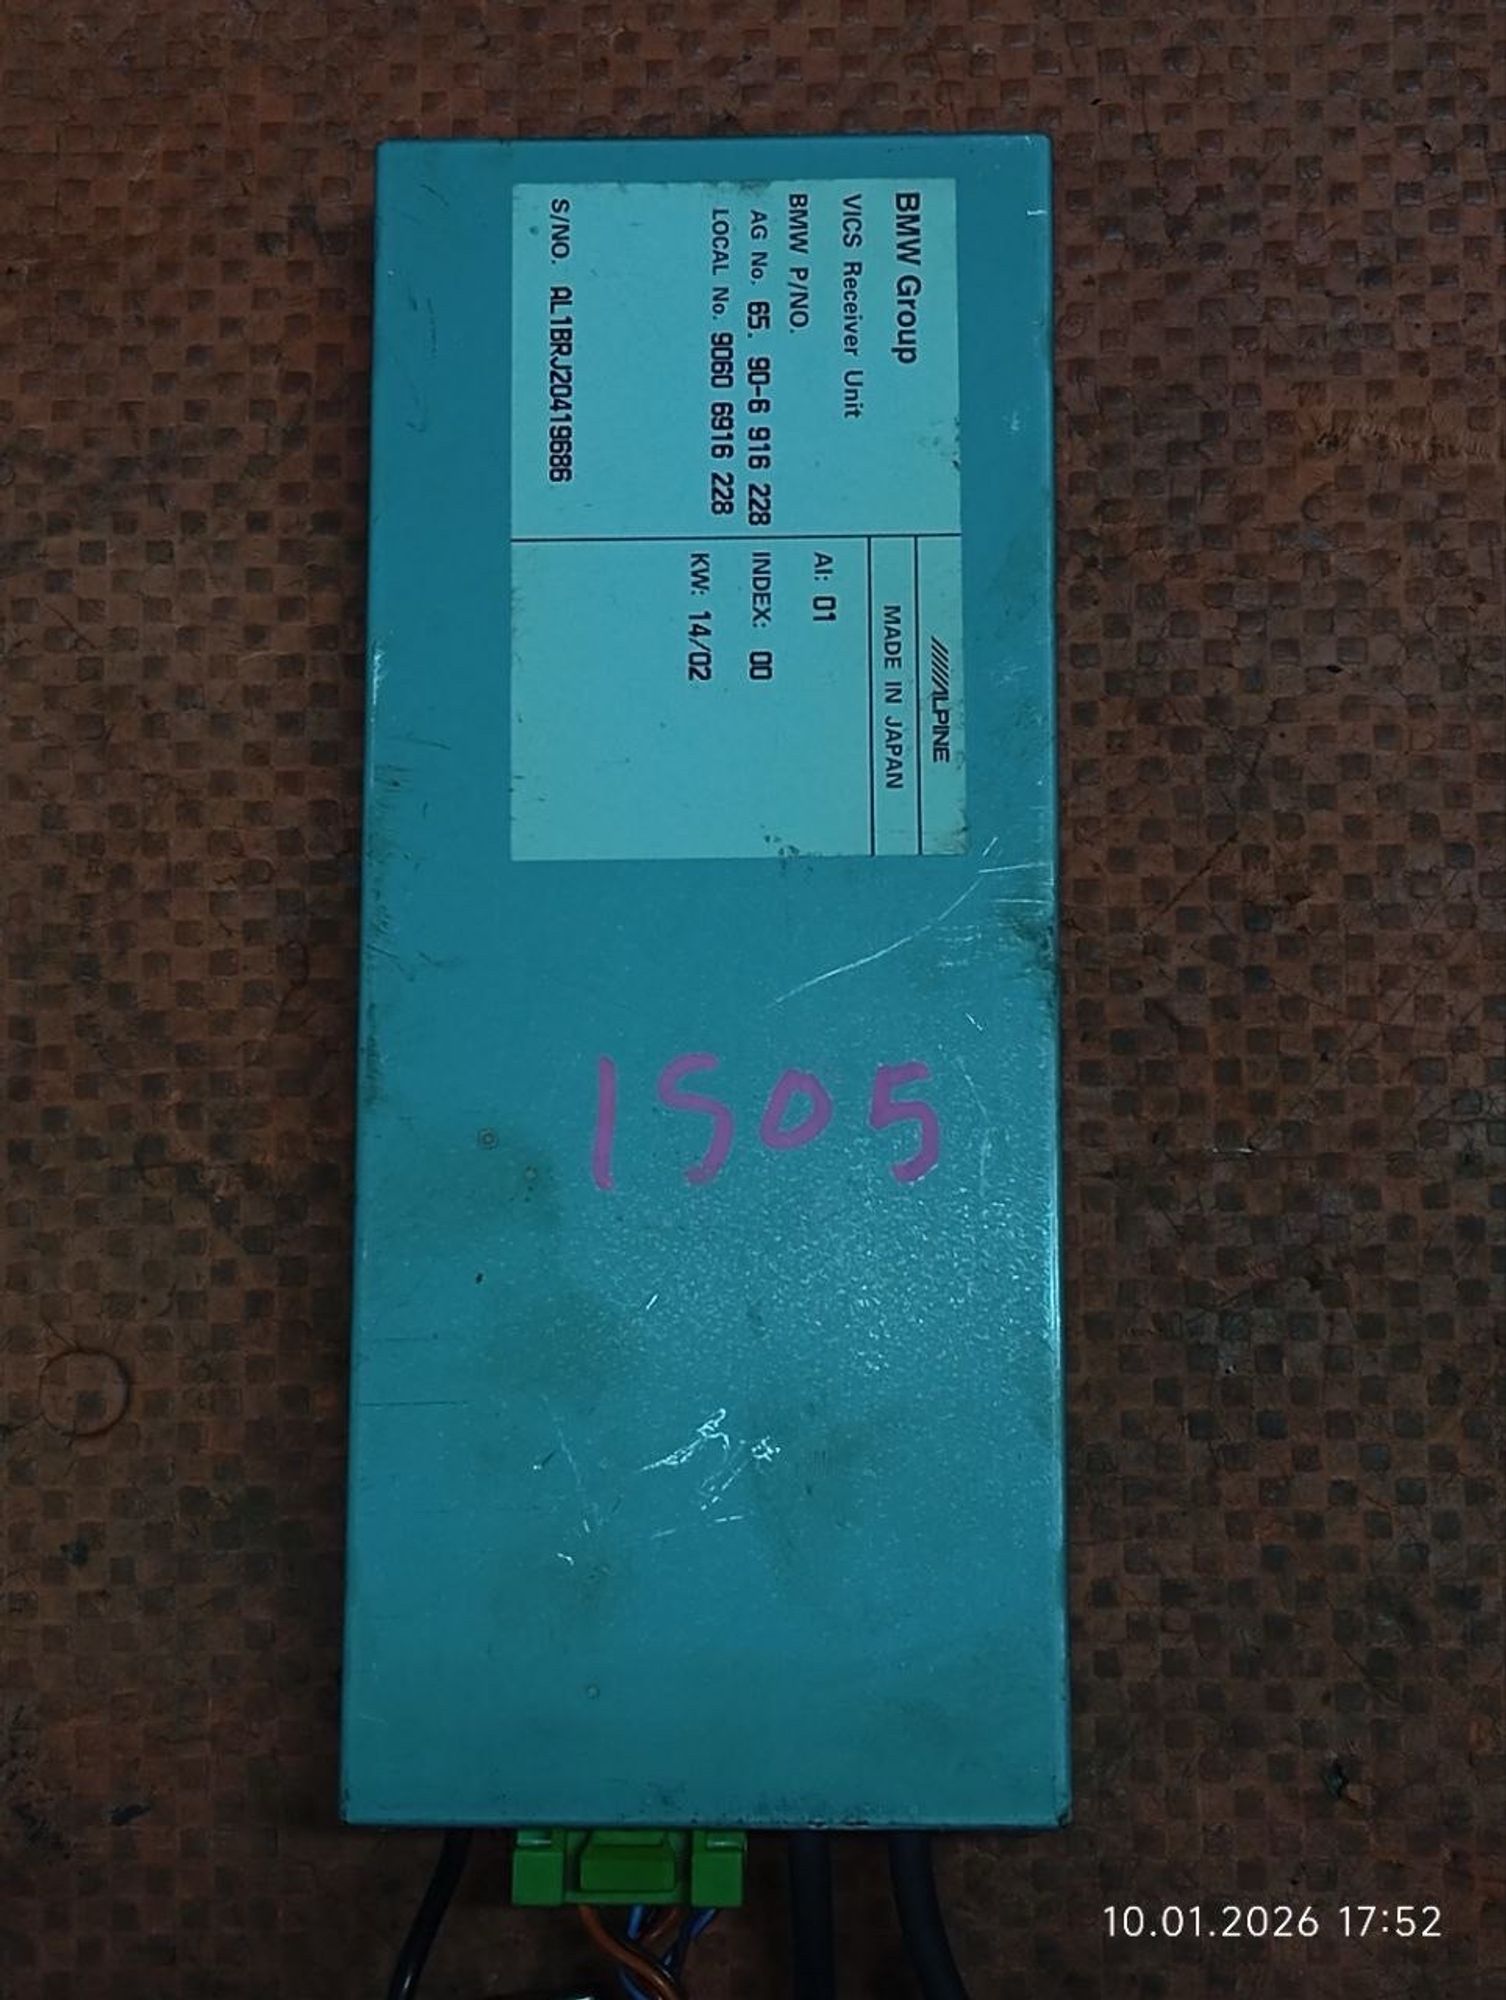 BMW Group
VICS Receiver Unit
BMW P/NO.
AG No. 65. 90-6 916 228
LOCAL No. 9060 6916 228
S/NO. AL1BRJ20419686
ALPINE
MADE IN JAPAN
AI: 01
INDEX: 00
KW: 14/02
1505
10.01.2026 17:52